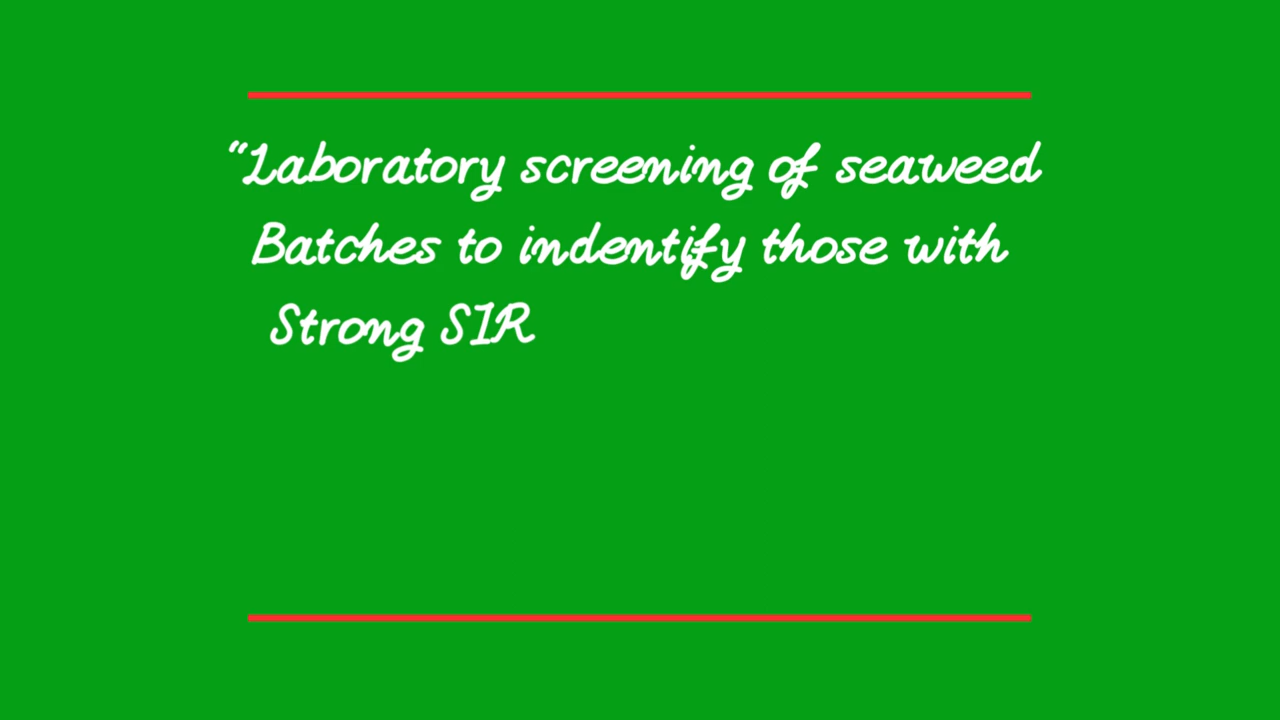 “Laboratory screening of seaweed
Batches to indentify those with
Strong SIR